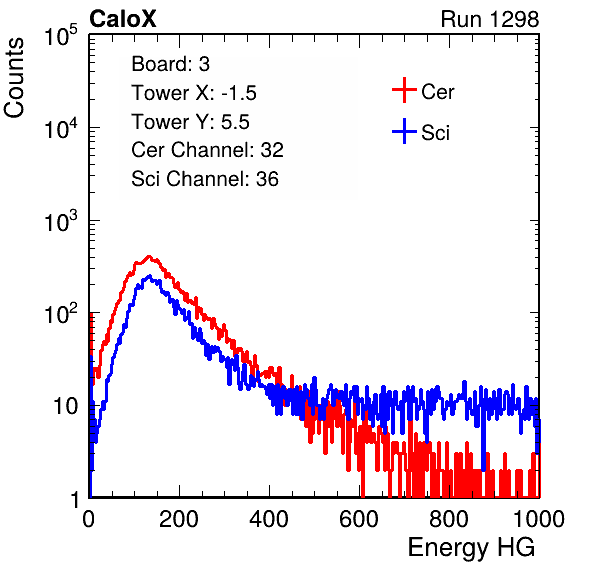 CaloX Run 1298
Counts
10^5
10^4
10^3
10^2
10
1
Board: 3
Tower X: -1.5
Tower Y: 5.5
Cer Channel: 32
Sci Channel: 36
Cer
Sci
0 200 400 600 800 1000
Energy HG